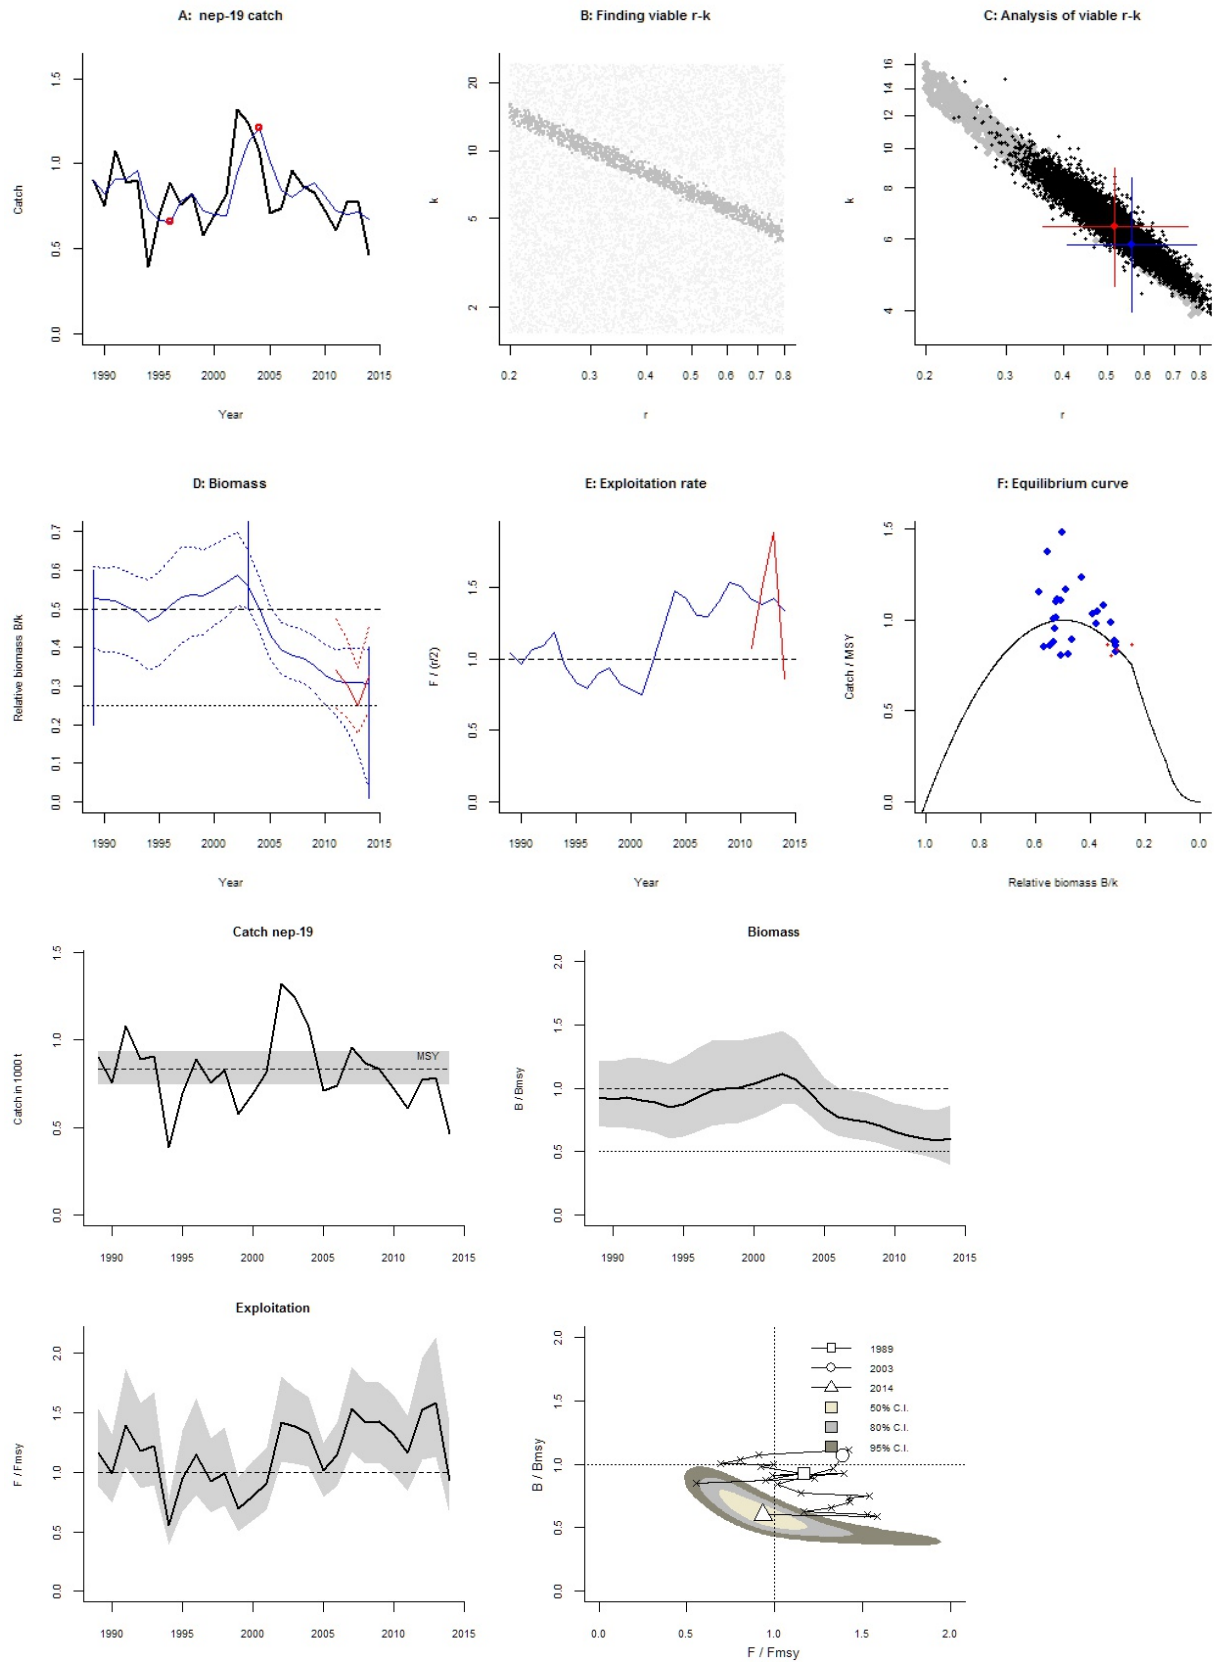 A: nep-19 catch
B: Finding viable r-k
C: Analysis of viable r-k
Catch
0.0 0.5 1.0 1.5
1990 1995 2000 2005 2010 2015
Year
k
2 5 10 20
0.2 0.3 0.4 0.5 0.6 0.7 0.8
r
k
4 6 8 10 12 14 16
0.2 0.3 0.4 0.5 0.6 0.7 0.8
r
D: Biomass
E: Exploitation rate
F: Equilibrium curve
Relative biomass B/k
0.0 0.1 0.2 0.3 0.4 0.5 0.6 0.7
1990 1995 2000 2005 2010 2015
Year
F / (r/2)
0.0 0.5 1.0 1.5
1990 1995 2000 2005 2010 2015
Year
Catch / MSY
0.0 0.5 1.0 1.5
1.0 0.8 0.6 0.4 0.2 0.0
Relative biomass B/k
Catch nep-19
Biomass
Catch in 1000 t
0.0 0.5 1.0 1.5
MSY
1990 1995 2000 2005 2010 2015
B / Bmsy
0.0 0.5 1.0 1.5 2.0
1990 1995 2000 2005 2010 2015
Exploitation
F / Fmsy
0.0 0.5 1.0 1.5 2.0
1990 1995 2000 2005 2010 2015
B / Bmsy
0.0 0.5 1.0 1.5 2.0
1989
2003
2014
50% C.I.
80% C.I.
95% C.I.
0.0 0.5 1.0 1.5 2.0
F / Fmsy